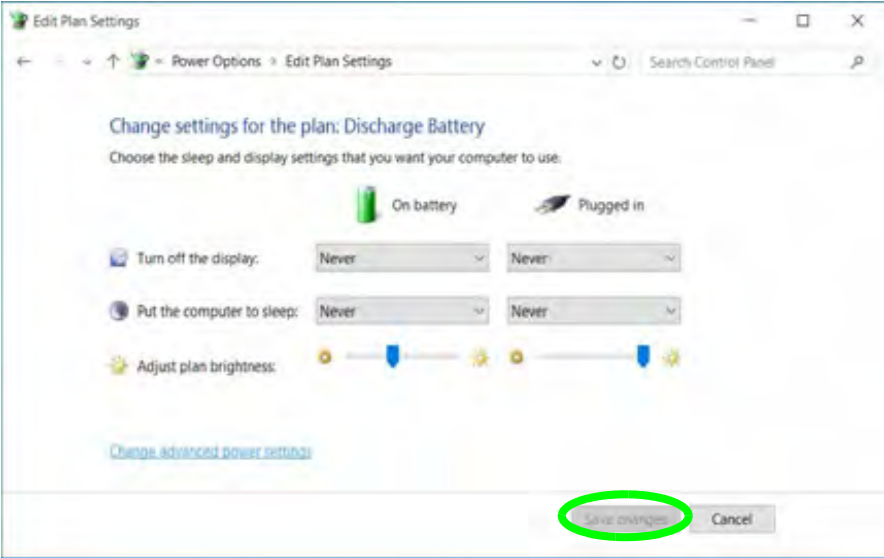 Edit Plan Settings
« Power Options > Edit Plan Settings
Search Control Panel
Change settings for the plan: Discharge Battery
Choose the sleep and display settings that you want your computer to use.
On battery Plugged in
Turn off the display: Never Never
Put the computer to sleep: Never Never
Adjust plan brightness:
Change advanced power settings
Save changes Cancel